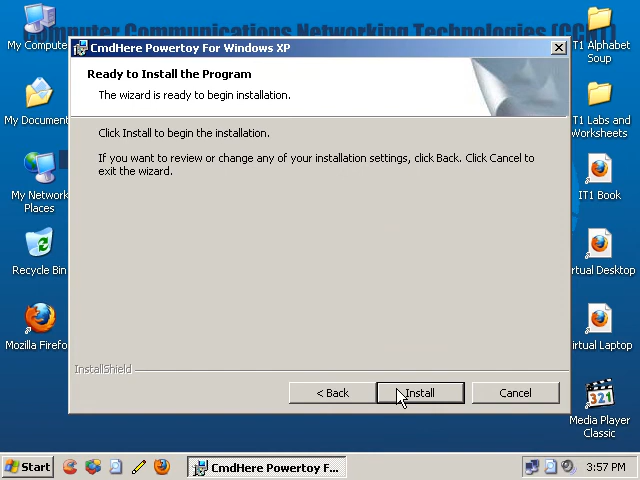 Computer Communications Networking Technologies (CCNT)
CmdHere Powertoy For Windows XP
Ready to Install the Program
The wizard is ready to begin installation.
Click Install to begin the installation.
If you want to review or change any of your installation settings, click Back. Click Cancel to
exit the wizard.
InstallShield
< Back
Install
Cancel
My Compute
My Document
My Network
Places
Recycle Bin
Mozilla Firefo
T1 Alphabet
Soup
T1 Labs and
Worksheets
IT1 Book
irtual Desktop
irtual Laptop
321
Media Player
Classic
Start
CmdHere Powertoy F...
3:57 PM